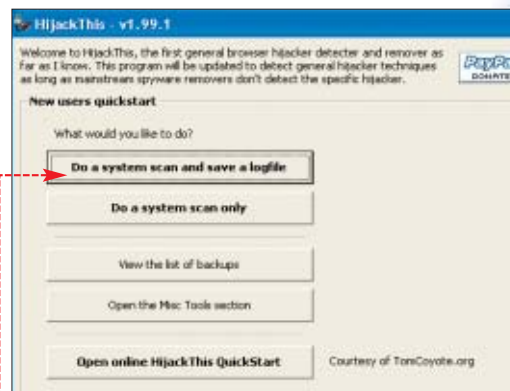 HijackThis - v1.99.1
Welcome to HijackThis, the first general browser hijacker detecter and remover as
far as I know. This program will be updated to detect general hijacker techniques
as long as mainstream spyware removers don't detect the specific hijacker.
PayPal
DONATE
New users quickstart
What would you like to do?
Do a system scan and save a logfile
Do a system scan only
View the list of backups
Open the Misc Tools section
Open online HijackThis QuickStart
Courtesy of TomCoyote.org